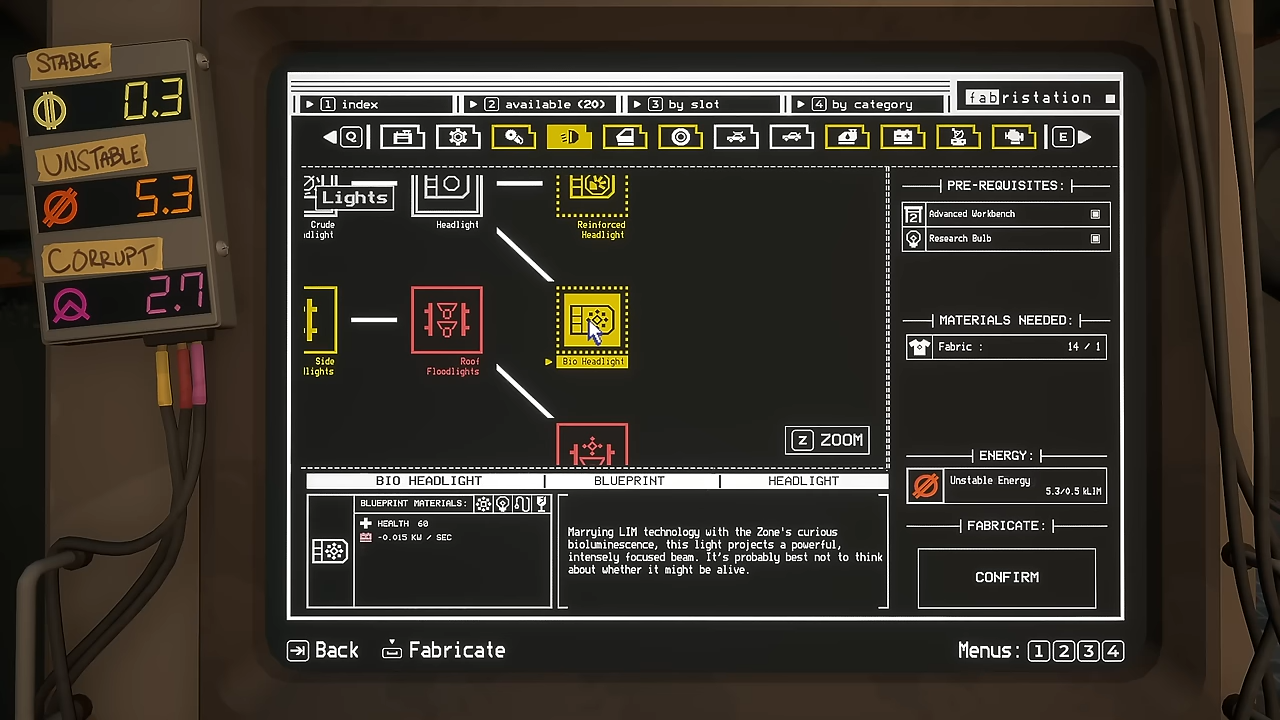 STABLE
0.3
UNSTABLE
5.3
CORRUPT
2.7
fabristation
1 index
2 available (20)
3 by slot
4 by category
Q
E
Lights
Crude
dlight
Headlight
Reinforced
Headlight
Side
llights
Roof
Floodlights
Bio Headlight
Z ZOOM
PRE-REQUISITES:
Advanced Workbench
Research Bulb
MATERIALS NEEDED:
Fabric : 14 / 1
ENERGY:
Unstable Energy
5.3/0.5 kLIM
FABRICATE:
CONFIRM
BIO HEADLIGHT
BLUEPRINT
HEADLIGHT
BLUEPRINT MATERIALS:
HEALTH 60
-0.015 KW / SEC
Marrying LIM technology with the Zone's curious
bioluminescence, this light projects a powerful,
intensely focused beam. It's probably best not to think
about whether it might be alive.
Back
Fabricate
Menus: 1 2 3 4